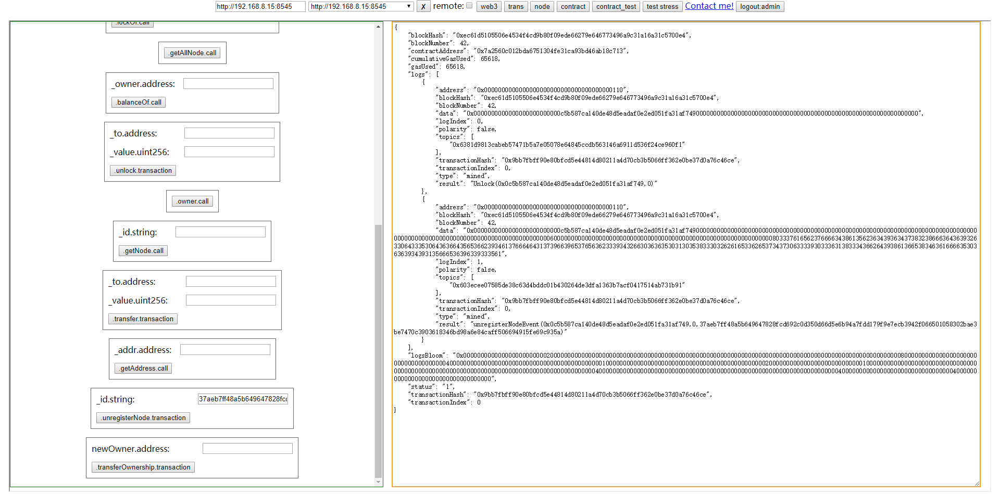 http://192.168.8.15:8545 http://192.168.8.15:8545 ✗ remote: web3 trans node contract contract_test test stress Contact me! logout:admin
.lockOf.call
.getAllNode.call
_owner.address:
.balanceOf.call
_to.address:
_value.uint256:
.unlock.transaction
.owner.call
_id.string:
.getNode.call
_to.address:
_value.uint256:
.transfer.transaction
_addr.address:
.getAddress.call
_id.string: 37aeb7ff48a5b649647828fc
.unregisterNode.transaction
newOwner.address:
.transferOwnership.transaction
{
"blockHash": "0xec61d5105506e4534f4cd9b80f09ede66279e646773496a9c31a16a31c5700e4",
"blockNumber": 42,
"contractAddress": "0x7a2560c012bda6751304fe31ca93bd46ab18c713",
"cumulativeGasUsed": 65618,
"gasUsed": 65618,
"logs": [
{
"address": "0x0000000000000000000000000000000000000110",
"blockHash": "0xec61d5105506e4534f4cd9b80f09ede66279e646773496a9c31a16a31c5700e4",
"blockNumber": 42,
"data": "0x0000000000000000000000000c5b587ca140de48d5eadaf0e2ed051fa31af7490000000000000000000000000000000000000000000000000000000000000000",
"logIndex": 0,
"polarity": false,
"topics": [
"0x6381d9813cabeb57471b5a7e05078e64845ccdb563146a6911d536f24ce960f1"
],
"transactionHash": "0x9bb7fbff90e80bfcd5e44814d80211a4d70cb3b5066ff362e0be37d0a76c46ce",
"transactionIndex": 0,
"type": "mined",
"result": "Unlock(0x0c5b587ca140de48d5eadaf0e2ed051fa31af749,0)"
},
{
"address": "0x0000000000000000000000000000000000000110",
"blockHash": "0xec61d5105506e4534f4cd9b80f09ede66279e646773496a9c31a16a31c5700e4",
"blockNumber": 42,
"data":
"logIndex": 1,
"polarity": false,
"topics": [
"0x603ecee07585de38c63d4bddc01b430264de3dfa1363b7acf0417514ab731b91"
],
"transactionHash": "0x9bb7fbff90e80bfcd5e44814d80211a4d70cb3b5066ff362e0be37d0a76c46ce",
"transactionIndex": 0,
"type": "mined",
"result": "unregisterNodeEvent(0x0c5b587ca140de48d5eadaf0e2ed051fa31af749,0,37aeb7ff48a5b649647828fcd692c0d350d66d5e6b94a7fdd179f9e7ecb3942f066501058302bae3
be7470c3903618346bd98a6e84caff506694915fe69c935a)"
}
],
"logsBloom":
"status": "1",
"transactionHash": "0x9bb7fbff90e80bfcd5e44814d80211a4d70cb3b5066ff362e0be37d0a76c46ce",
"transactionIndex": 0
}